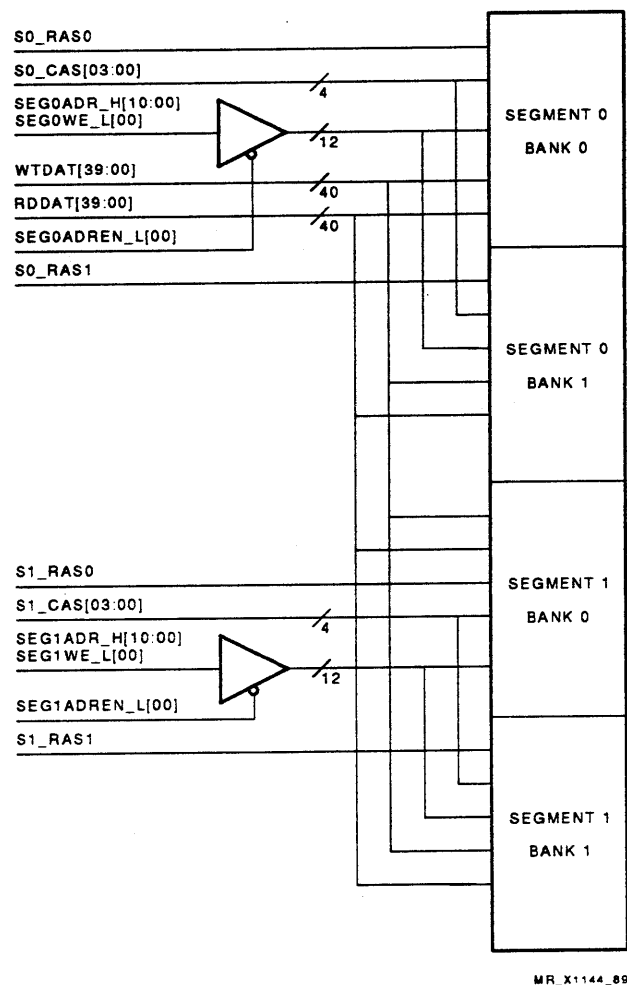 S0_RAS0
S0_CAS[03:00]
4
SEG0ADR_H[10:00]
SEG0WE_L[00]
12
WTDAT[39:00]
40
RDDAT[39:00]
40
SEG0ADREN_L[00]
S0_RAS1
SEGMENT 0
BANK 0
SEGMENT 0
BANK 1
S1_RAS0
S1_CAS[03:00]
4
SEG1ADR_H[10:00]
SEG1WE_L[00]
12
SEG1ADREN_L[00]
S1_RAS1
SEGMENT 1
BANK 0
SEGMENT 1
BANK 1
MR_X1144_89